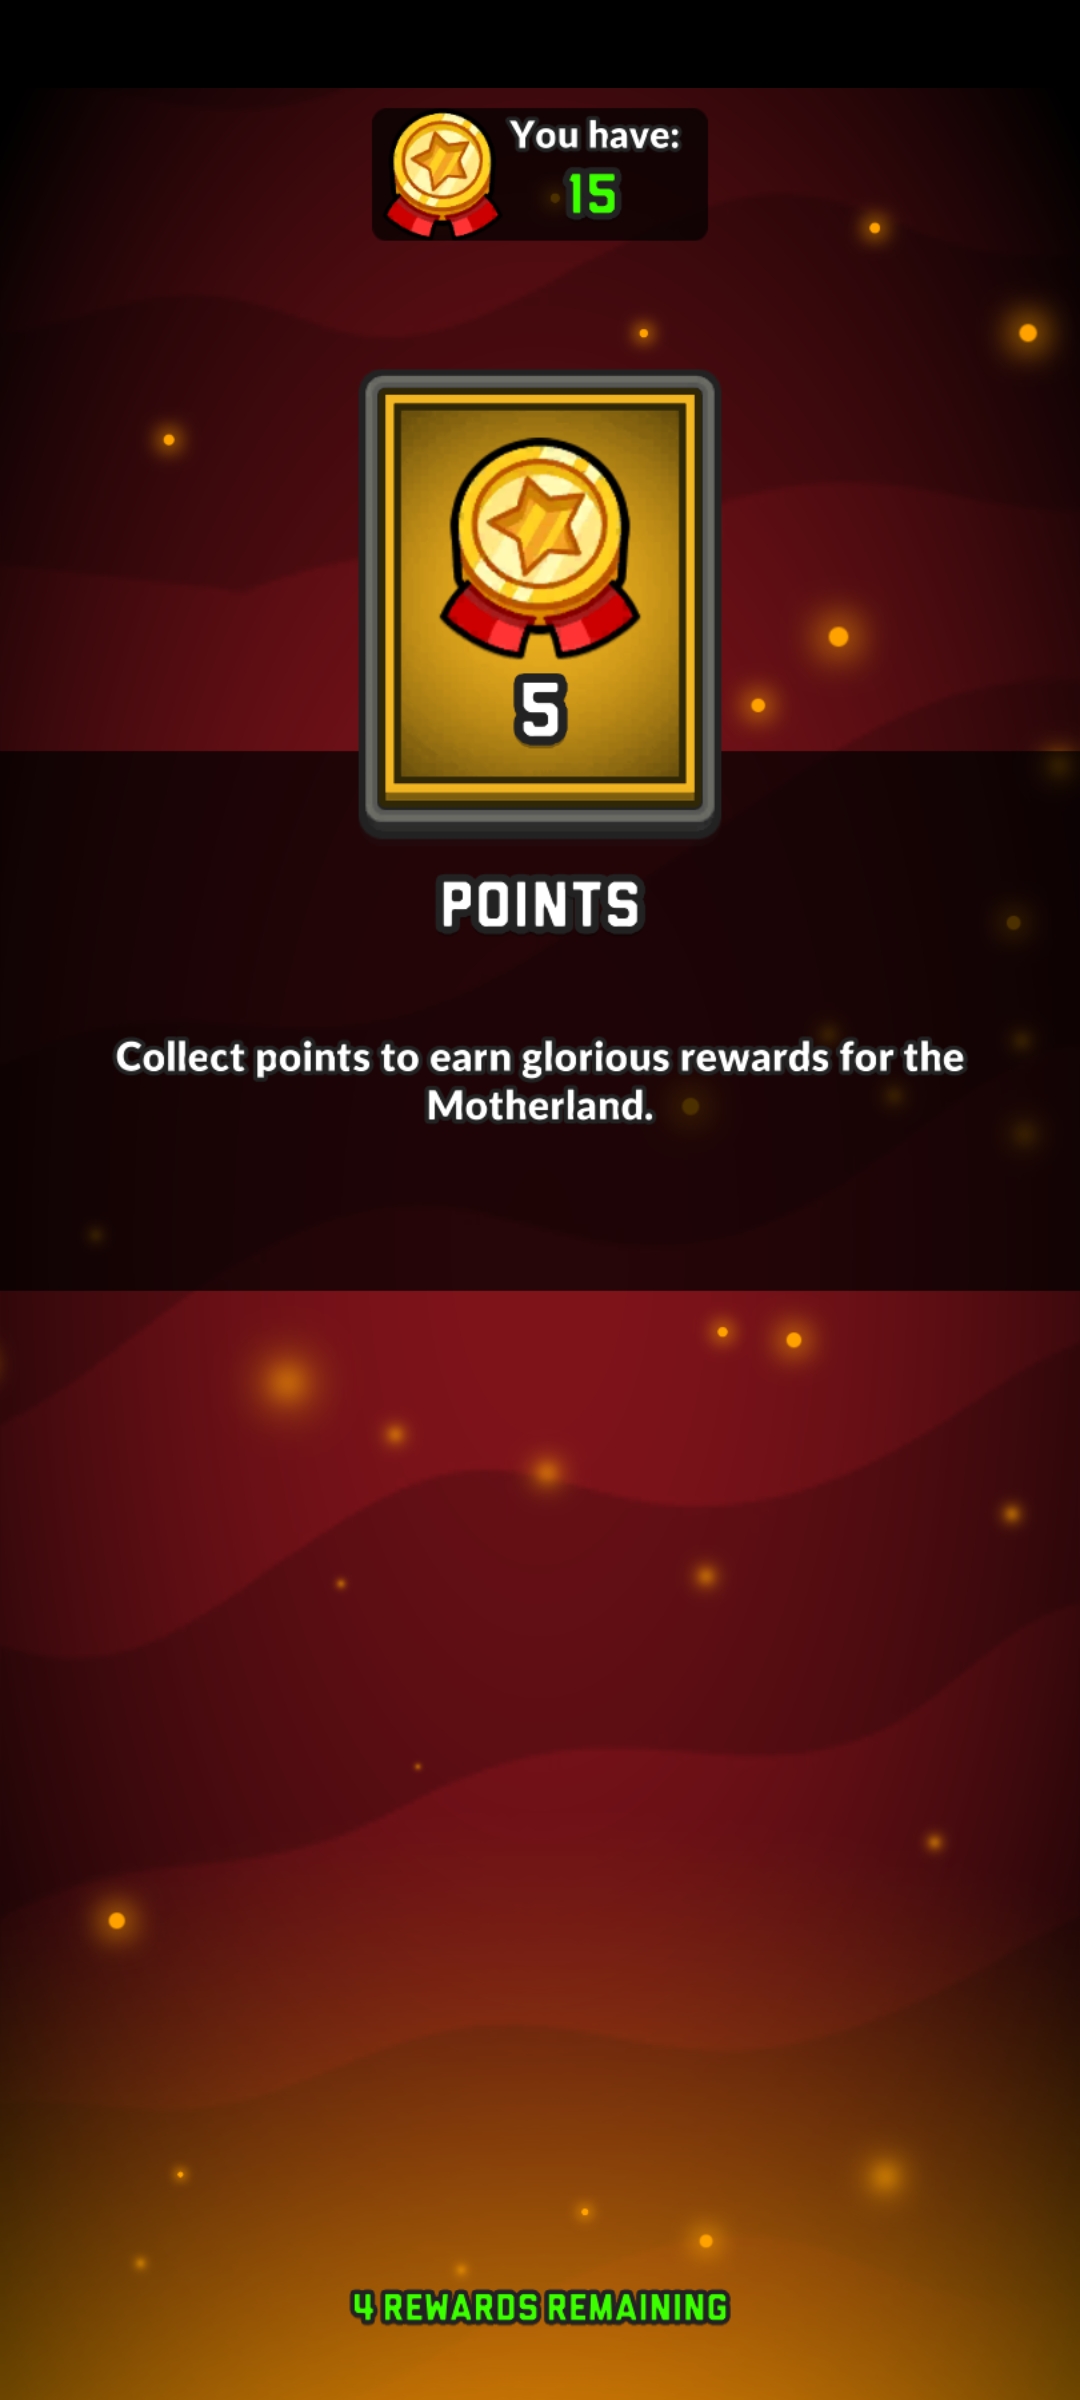 You have:
15
5
POINTS
Collect points to earn glorious rewards for the
Motherland.
4 REWARDS REMAINING